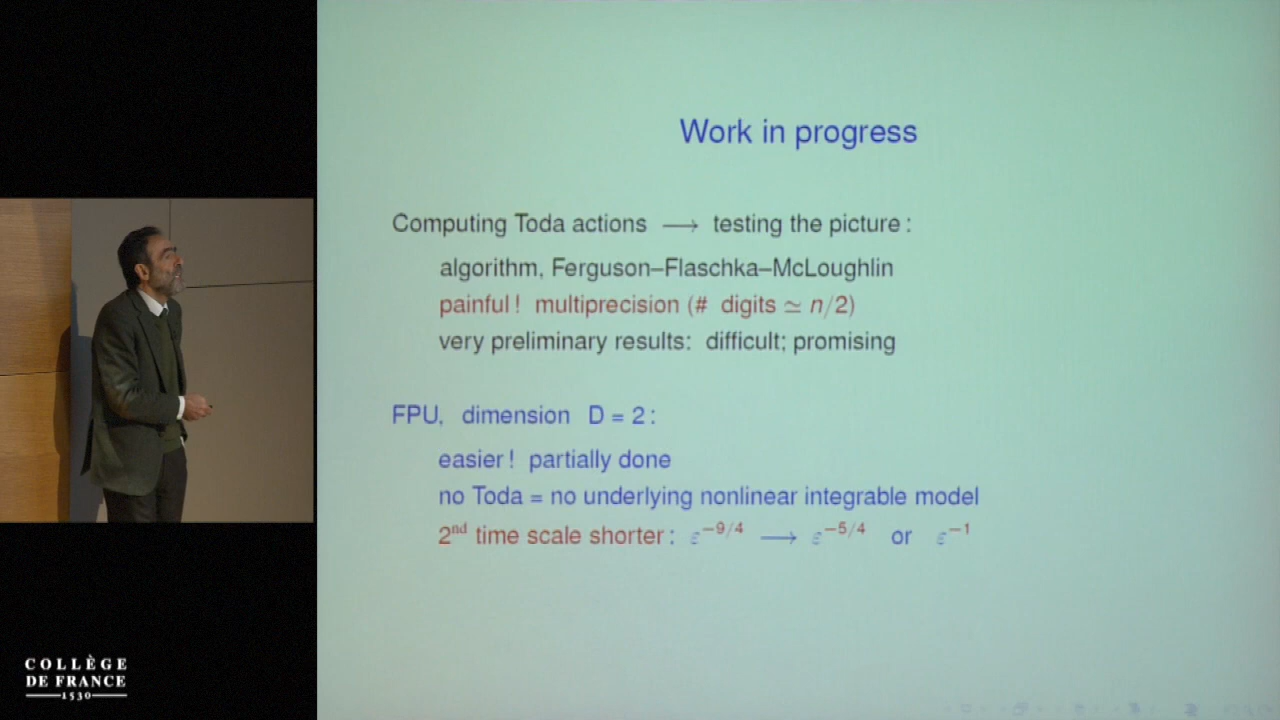 Work in progress
Computing Toda actions ⟶ testing the picture :
algorithm, Ferguson–Flaschka–McLoughlin
painful ! multiprecision (# digits ≃ n/2)
very preliminary results: difficult; promising
FPU, dimension D = 2 :
easier ! partially done
no Toda = no underlying nonlinear integrable model
2nd time scale shorter : ε−9/4 ⟶ ε−5/4 or ε−1
COLLÈGE
DE FRANCE
1530